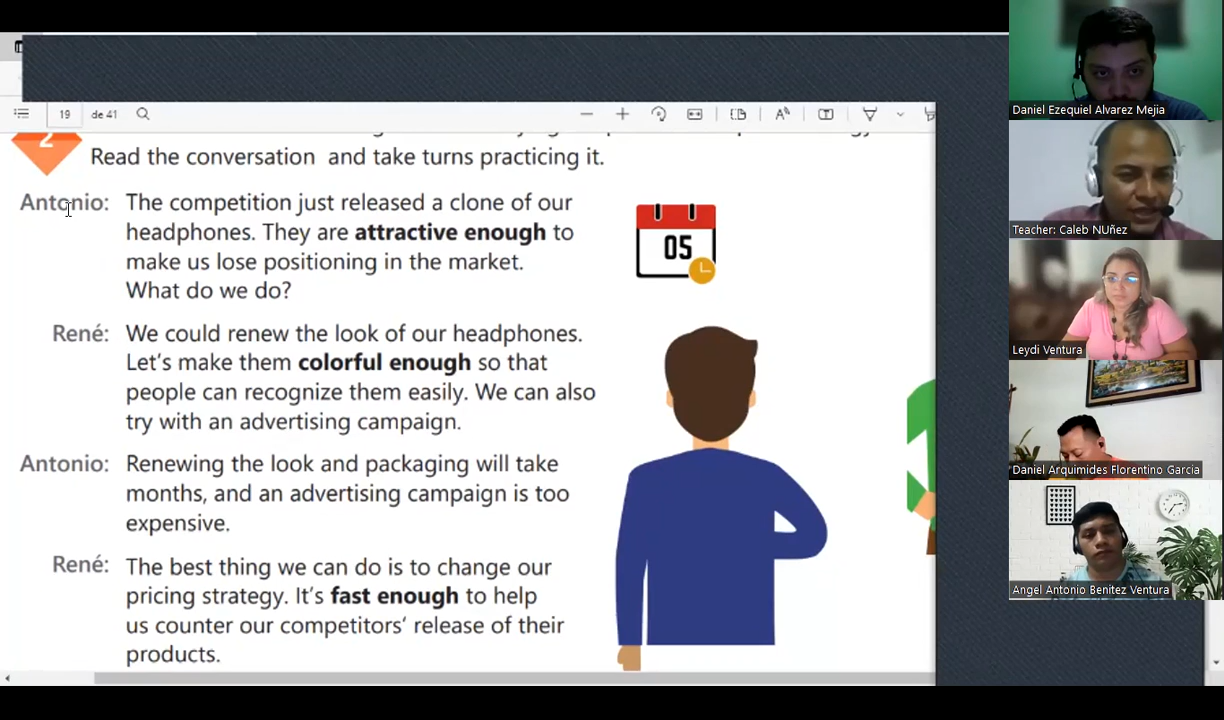 19 de 41
2
Read the conversation and take turns practicing it.
Antonio: The competition just released a clone of our
headphones. They are attractive enough to
make us lose positioning in the market.
What do we do?
05
René: We could renew the look of our headphones.
Let's make them colorful enough so that
people can recognize them easily. We can also
try with an advertising campaign.
Antonio: Renewing the look and packaging will take
months, and an advertising campaign is too
expensive.
René: The best thing we can do is to change our
pricing strategy. It's fast enough to help
us counter our competitors' release of their
products.
Daniel Ezequiel Alvarez Mejia
Teacher: Caleb NUñez
Leydi Ventura
Daniel Arquimides Florentino Garcia
Angel Antonio Benitez Ventura